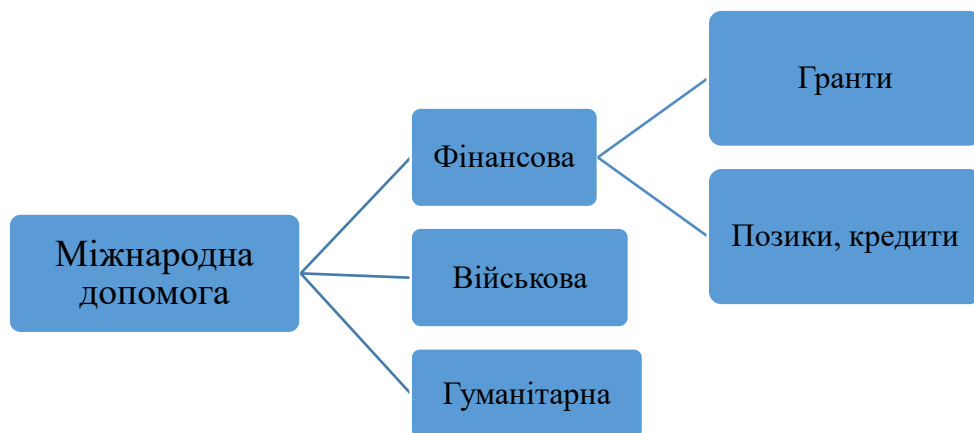 Міжнародна
допомога
Фінансова
Військова
Гуманітарна
Гранти
Позики, кредити